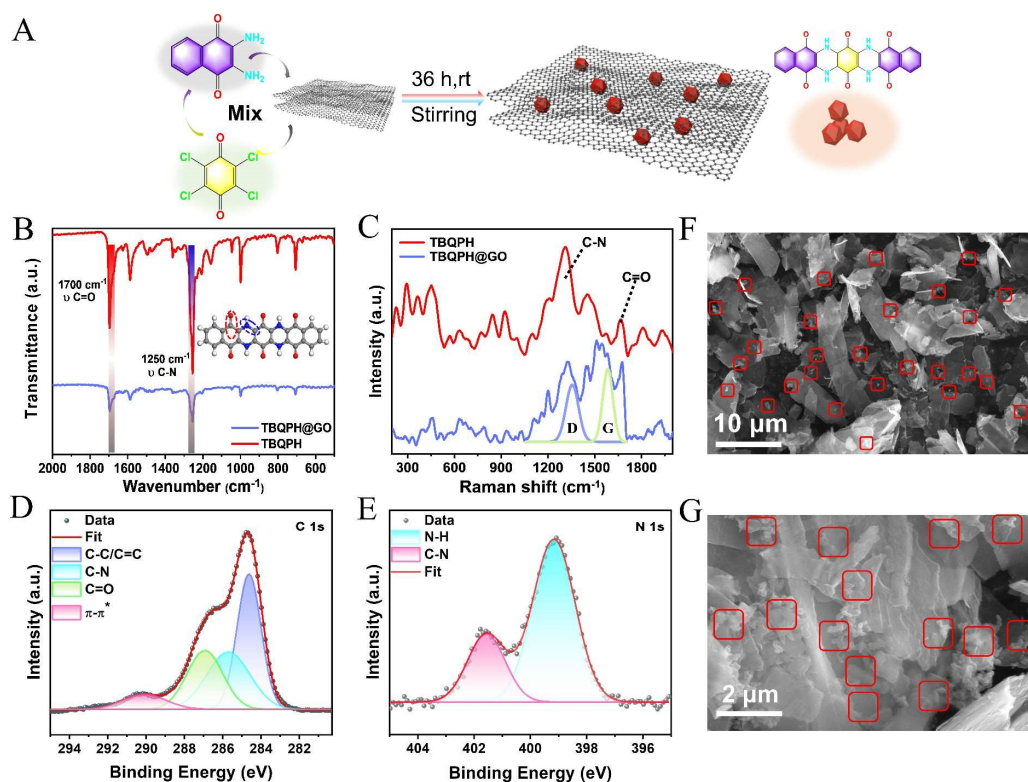 A
O
NH₂
NH₂
O
Mix
O
Cl
Cl
Cl
Cl
O
36 h,rt
Stirring
O
H
N
O
H
N
O
O
N
H
O
N
H
O
B
Transmittance (a.u.)
1700 cm⁻¹
υ C=O
1250 cm⁻¹
υ C-N
TBQPH@GO
TBQPH
2000 1800 1600 1400 1200 1000 800 600
Wavenumber (cm⁻¹)
C
Intensity (a.u.)
TBQPH
TBQPH@GO
C-N
C=O
D
G
300 600 900 1200 1500 1800
Raman shift (cm⁻¹)
F
10 µm
D
Intensity (a.u.)
C 1s
Data
Fit
C-C/C=C
C-N
C=O
π-π*
295 292 290 288 286 284 282
Binding Energy (eV)
E
Intensity (a.u.)
N 1s
Data
N-H
C-N
Fit
404 402 400 398 396 395
Binding Energy (eV)
G
2 µm